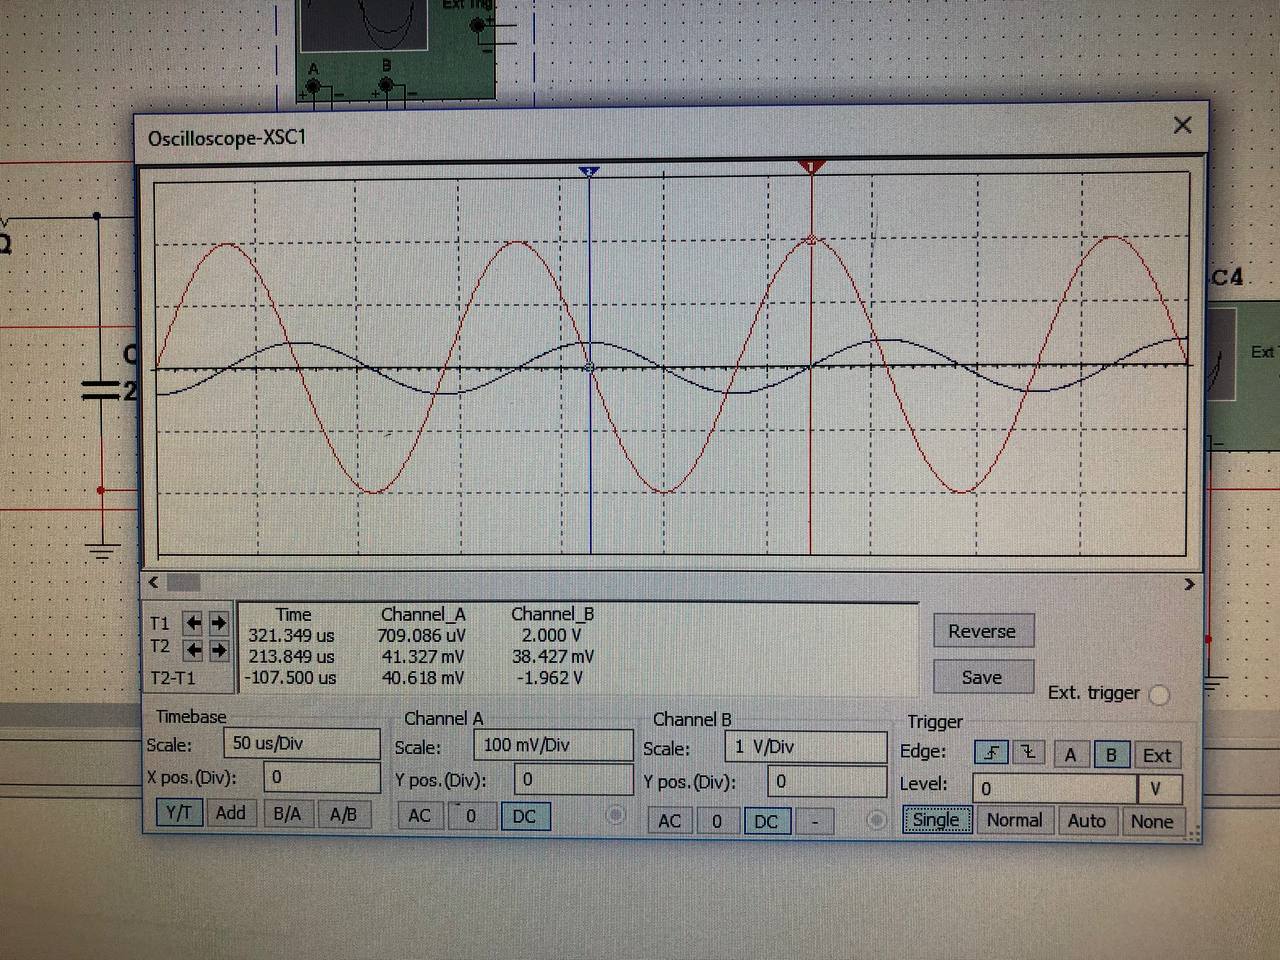 Ext Trig
A
B
Oscilloscope-XSC1
2
1
C4
Ext
2
Time Channel_A Channel_B
T1 321.349 us 709.086 uV 2.000 V
T2 213.849 us 41.327 mV 38.427 mV
T2-T1 -107.500 us 40.618 mV -1.962 V
Reverse
Save
Ext. trigger
Timebase
Scale: 50 us/Div
X pos.(Div): 0
Y/T Add B/A A/B
Channel A
Scale: 100 mV/Div
Y pos.(Div): 0
AC 0 DC
Channel B
Scale: 1 V/Div
Y pos.(Div): 0
AC 0 DC -
Trigger
Edge: A B Ext
Level: 0 V
Single Normal Auto None